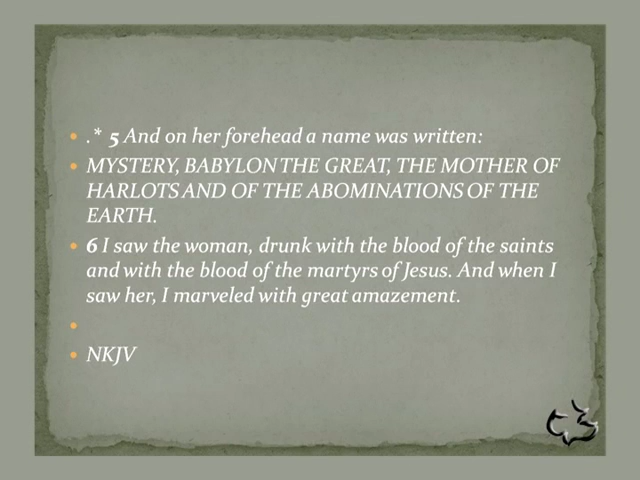 .* 5 And on her forehead a name was written:
MYSTERY, BABYLON THE GREAT, THE MOTHER OF
HARLOTS AND OF THE ABOMINATIONS OF THE
EARTH.
6 I saw the woman, drunk with the blood of the saints
and with the blood of the martyrs of Jesus. And when I
saw her, I marveled with great amazement.
NKJV